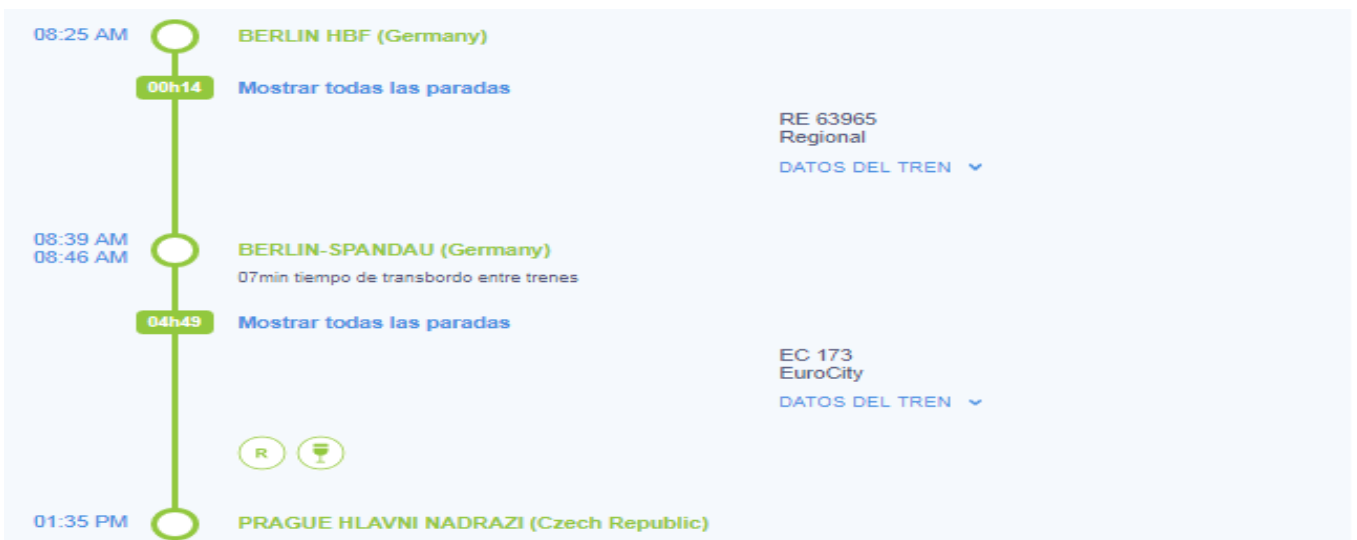 08:25 AM BERLIN HBF (Germany)
00h14 Mostrar todas las paradas
RE 63965
Regional
DATOS DEL TREN
08:39 AM
08:46 AM
BERLIN-SPANDAU (Germany)
07min tiempo de transbordo entre trenes
04h49 Mostrar todas las paradas
EC 173
EuroCity
DATOS DEL TREN
R
01:35 PM PRAGUE HLAVNI NADRAZI (Czech Republic)